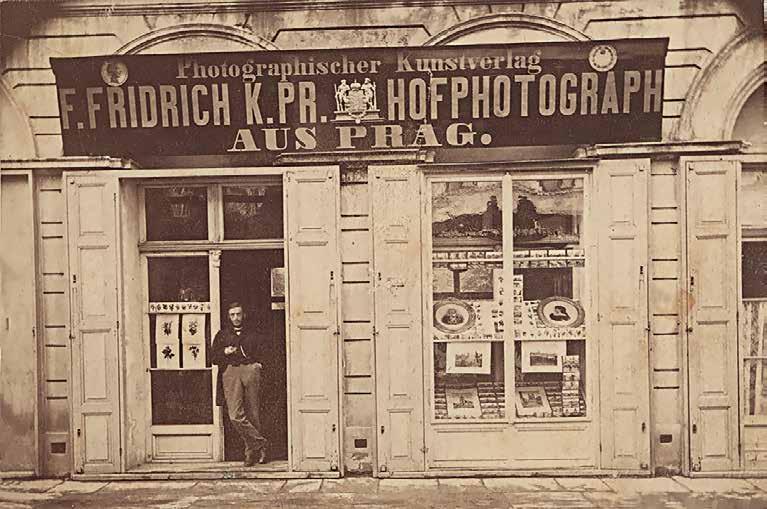 Photographischer Kunstverlag
F. FRIDRICH K.PR. HOFPHOTOGRAPH
AUS PRAG.